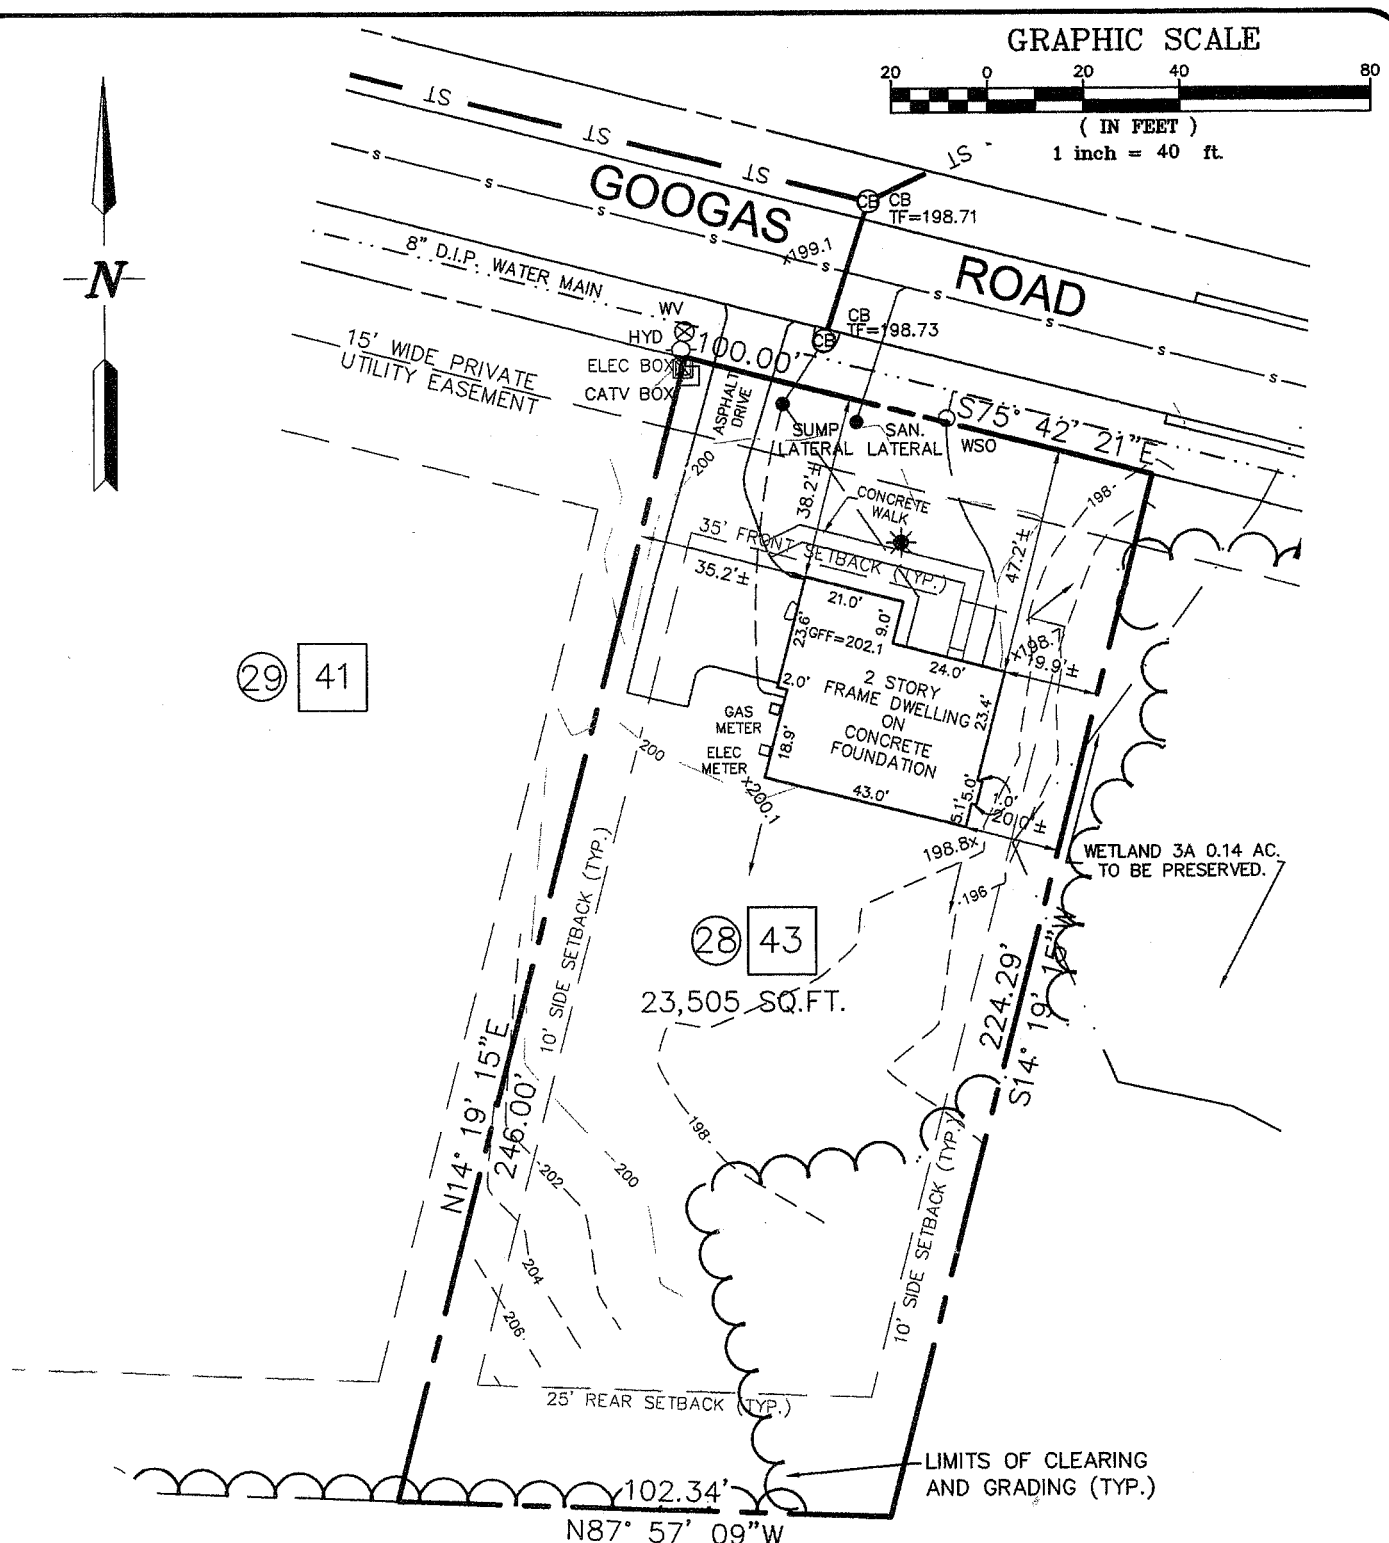 GRAPHIC SCALE
20 0 20 40 80
( IN FEET )
1 inch = 40 ft.
ST
ST
ST
ST
GOOGAS ROAD
s s s s s s s s s
CB
CB
TF=198.71
x199.1
8" D.I.P. WATER MAIN
N
WV
HYD
CB
TF=198.73
CB
100.00'
15' WIDE PRIVATE
UTILITY EASEMENT
ELEC BOX
CATV BOX
ASPHALT
DRIVE
S75° 42' 21"E
SUMP
LATERAL
SAN.
LATERAL
WSO
200
198
38.2'±
CONCRETE
WALK
47.2'±
35' FRONT SETBACK (TYP.)
35.2'±
21.0'
9.0'
23.6'
GFF=202.1
x198.7
19.9'±
24.0'
29
41
2.0'
2 STORY
FRAME DWELLING
ON
CONCRETE
FOUNDATION
23.4'
GAS
METER
ELEC
METER
18.9'
200
x200.1
43.0'
5.0'
1.0'
5.1'
20.0'±
198.8x
196
WETLAND 3A 0.14 AC.
TO BE PRESERVED.
10' SIDE SETBACK (TYP.)
28
43
23,505 SQ.FT.
224.29'
S14° 19' 15"W
N14° 19' 15"E
246.00'
198
202
200
204
206
10' SIDE SETBACK (TYP.)
25' REAR SETBACK (TYP.)
LIMITS OF CLEARING
AND GRADING (TYP.)
102.34'
N87° 57' 09"W